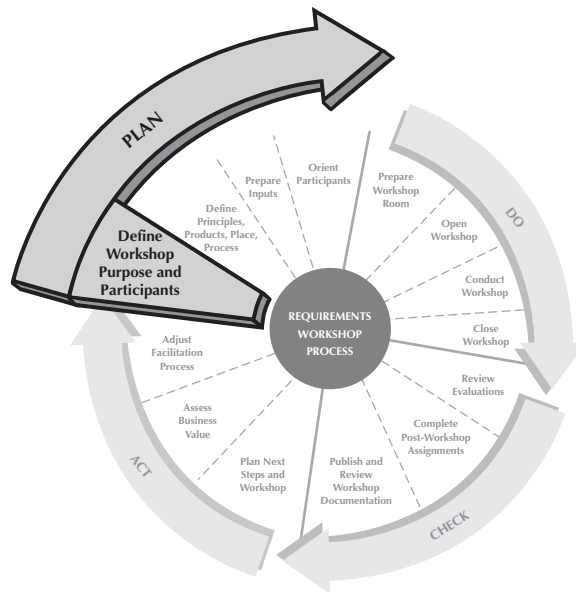 PLAN
Define
Workshop
Purpose and
Participants
Define
Principles,
Products, Place,
Process
Prepare
Inputs
Orient
Participants
DO
Prepare
Workshop
Room
Open
Workshop
Conduct
Workshop
Close
Workshop
CHECK
Review
Evaluations
Complete
Post-Workshop
Assignments
Publish and
Review
Workshop
Documentation
ACT
Plan Next
Steps and
Workshop
Assess
Business
Value
Adjust
Facilitation
Process
REQUIREMENTS
WORKSHOP
PROCESS